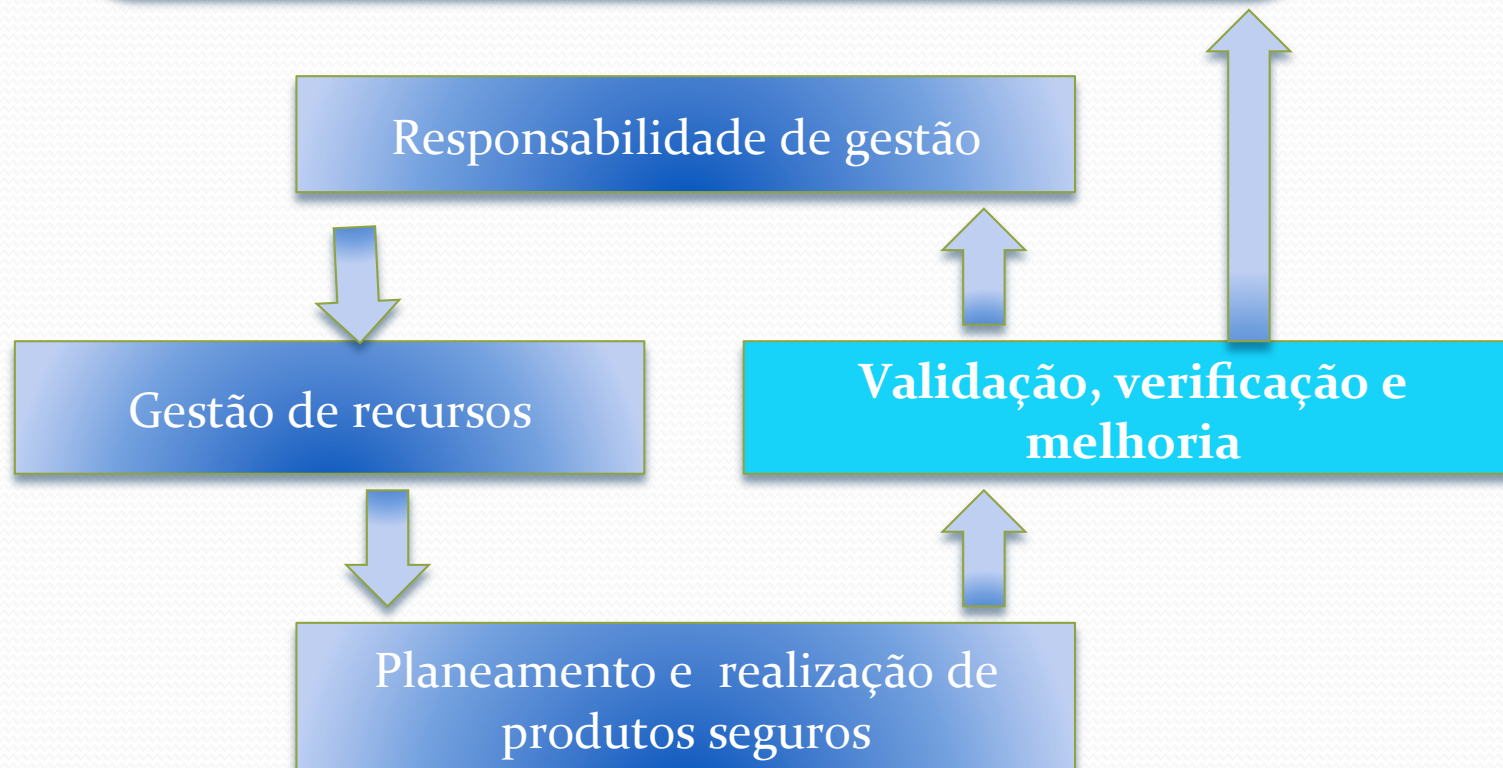 Responsabilidade de gestão
Gestão de recursos
Validação, verificação e
melhoria
Planeamento e realização de
produtos seguros